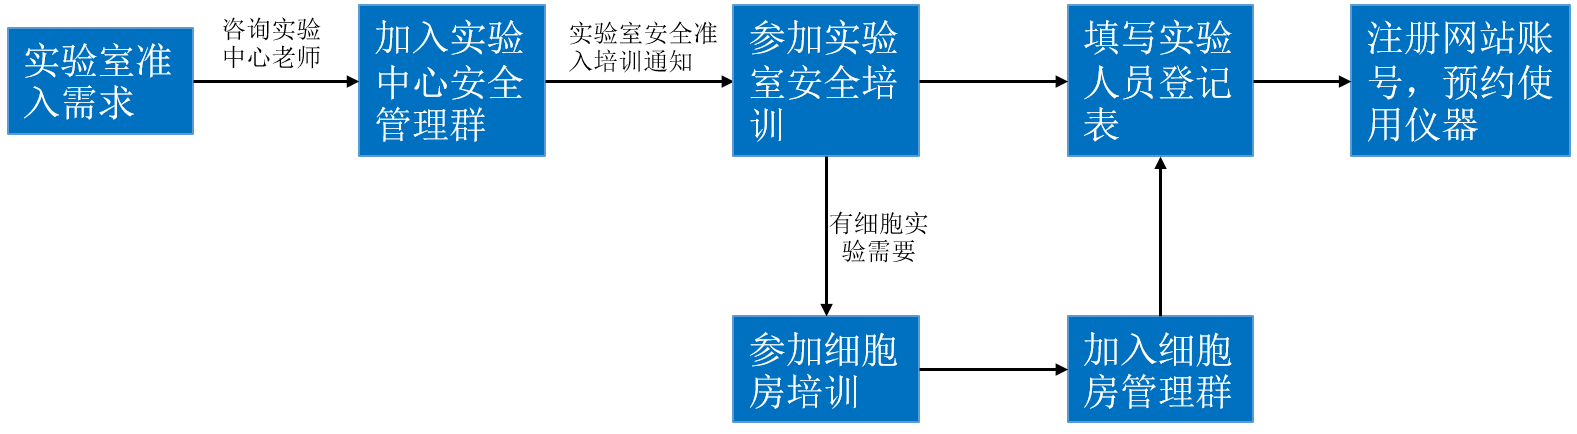 实验室准
入需求
咨询实验
中心老师
加入实验
中心安全
管理群
实验室安全准
入培训通知
参加实验
室安全培
训
填写实验
人员登记
表
注册网站账
号，预约使
用仪器
有细胞实
验需要
参加细胞
房培训
加入细胞
房管理群